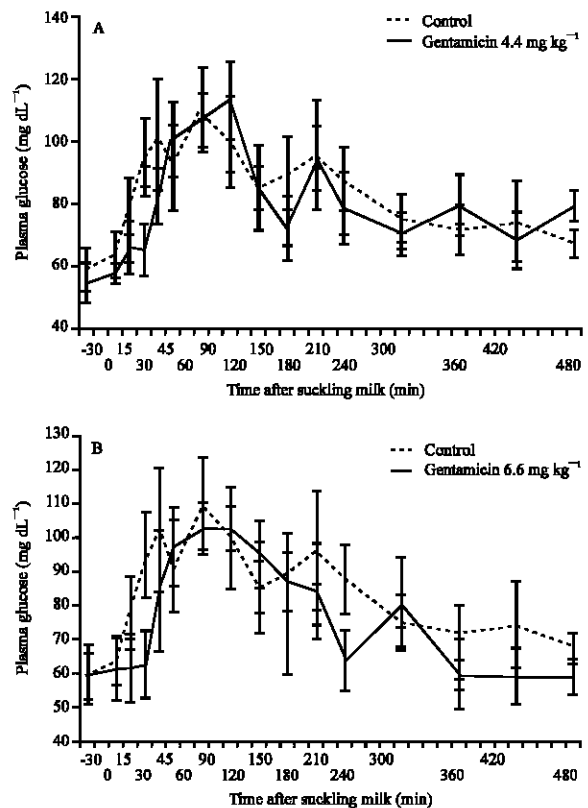 A
Control
Gentamicin 4.4 mg kg⁻¹
140
120
100
80
60
40
Plasma glucose (mg dL⁻¹)
-30 15 45 90 150 210 300 420
0 30 60 120 180 240 360 480
Time after suckling milk (min)
B
Control
Gentamicin 6.6 mg kg⁻¹
130
120
110
100
90
80
70
60
50
40
Plasma glucose (mg dL⁻¹)
-30 15 45 90 150 210 300 420
0 30 60 120 180 240 360 480
Time after suckling milk (min)